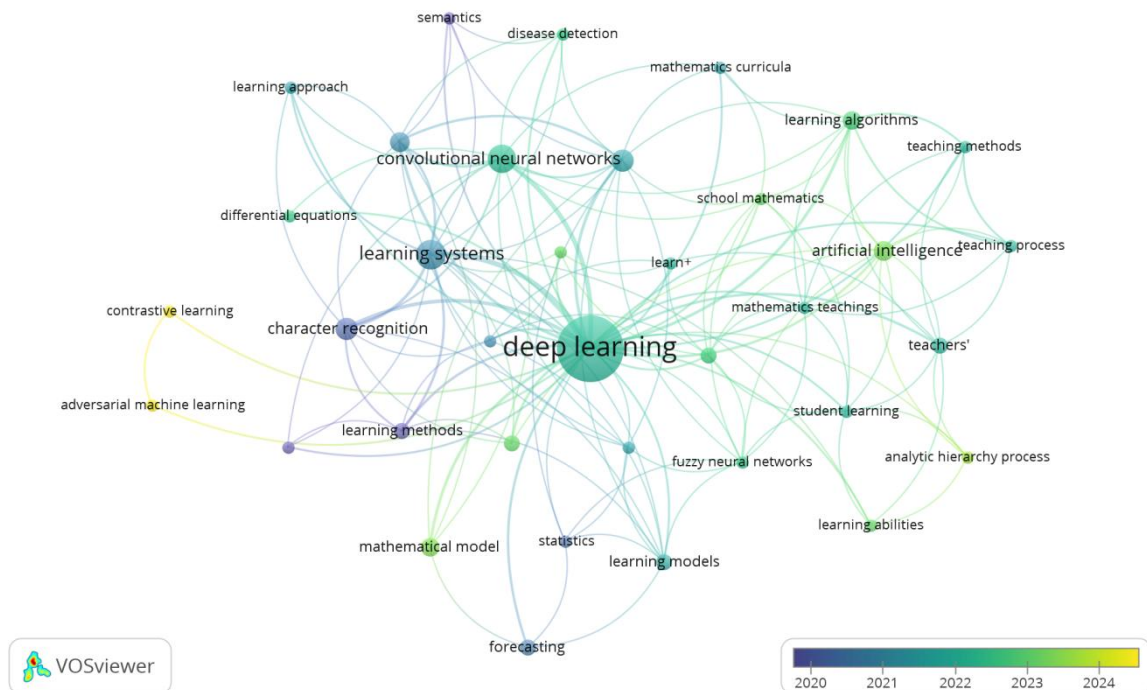 semantics
disease detection
mathematics curricula
learning approach
learning algorithms
teaching methods
convolutional neural networks
school mathematics
differential equations
teaching process
artificial intelligence
learning systems
learn+
mathematics teachings
contrastive learning
character recognition
deep learning
teachers'
adversarial machine learning
student learning
learning methods
analytic hierarchy process
fuzzy neural networks
learning abilities
statistics
mathematical model
learning models
forecasting
VOSviewer
2020 2021 2022 2023 2024